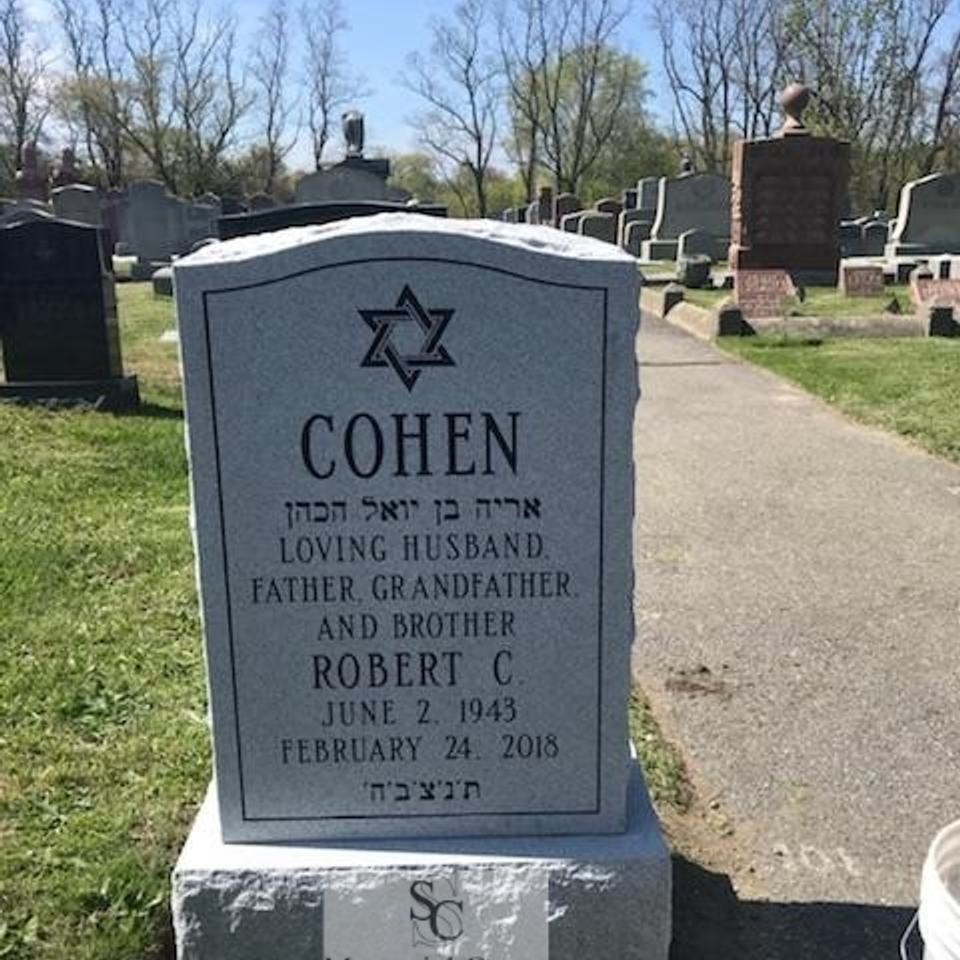 COHEN
אריה בן יואל הכהן
LOVING HUSBAND,
FATHER, GRANDFATHER,
AND BROTHER
ROBERT C.
JUNE 2, 1943
FEBRUARY 24, 2018
ת'נ'צ'ב'ה'
SC